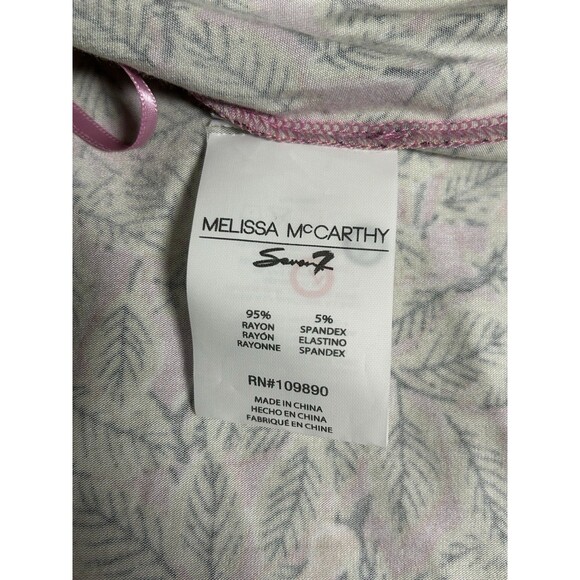 MELISSA McCARTHY
Seven7
95% 5%
RAYON SPANDEX
RAYÓN ELASTINO
RAYONNE SPANDEX
RN#109890
MADE IN CHINA
HECHO EN CHINA
FABRIQUÉ EN CHINE